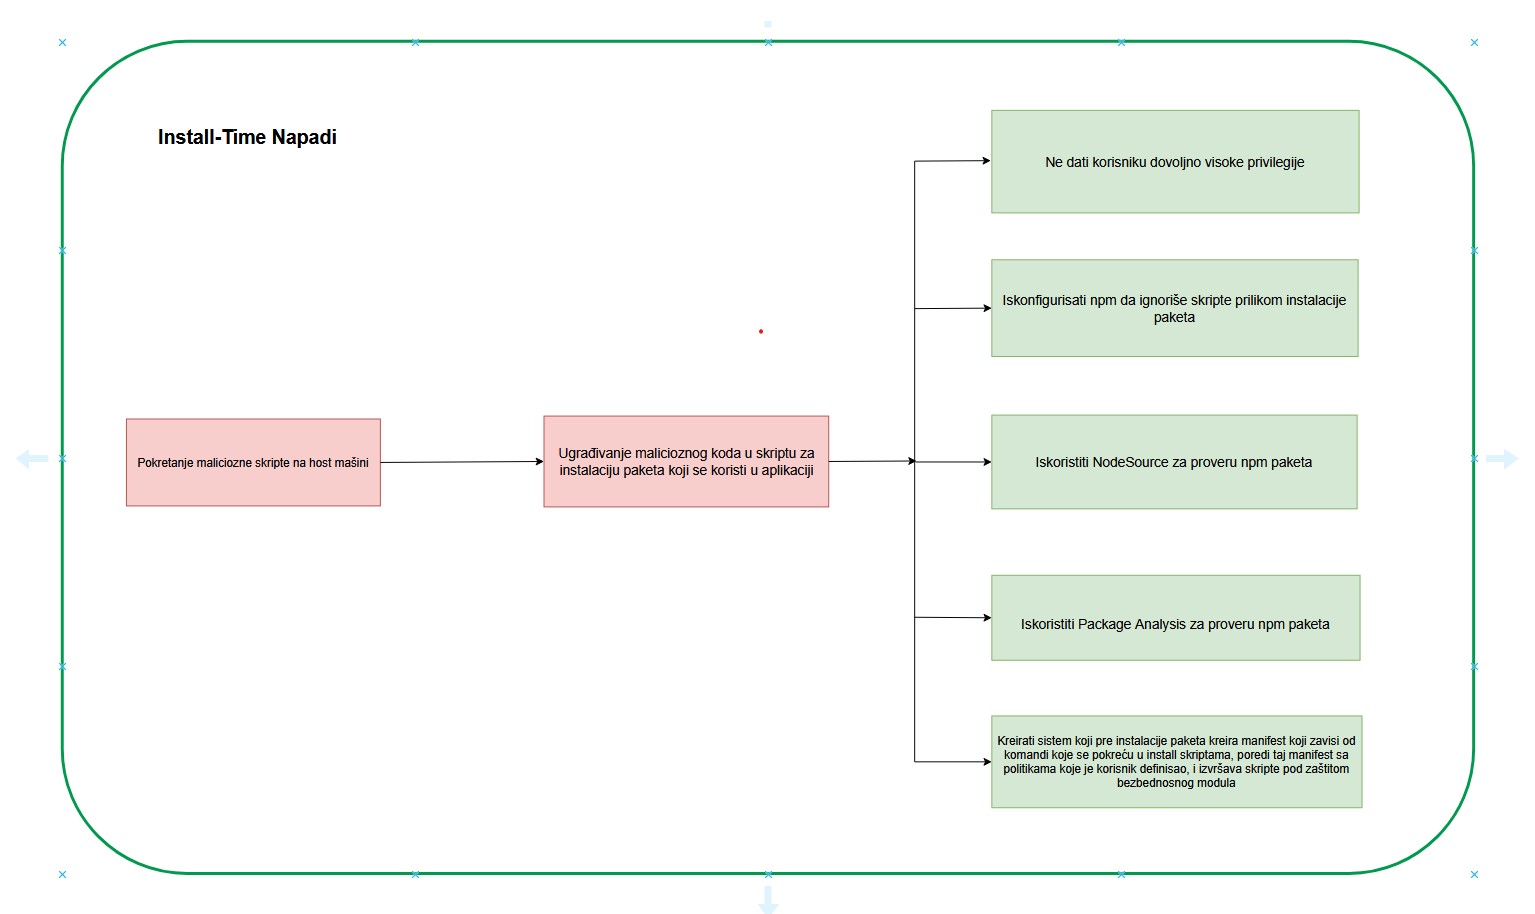 Install-Time Napadi
Pokretanje maliciozne skripte na host mašini
Ugrađivanje malicioznog koda u skriptu za
instalaciju paketa koji se koristi u aplikaciji
Ne dati korisniku dovoljno visoke privilegije
Iskonfigurisati npm da ignoriše skripte prilikom instalacije
paketa
Iskoristiti NodeSource za proveru npm paketa
Iskoristiti Package Analysis za proveru npm paketa
Kreirati sistem koji pre instalacije paketa kreira manifest koji zavisi od
komandi koje se pokreću u install skriptama, poredi taj manifest sa
politikama koje je korisnik definisao, i izvršava skripte pod zaštitom
bezbednosnog modula